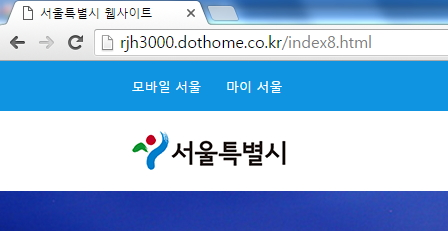 서울특별시 웹사이트
rjh3000.dothome.co.kr/index8.html
모바일 서울 마이 서울
서울특별시